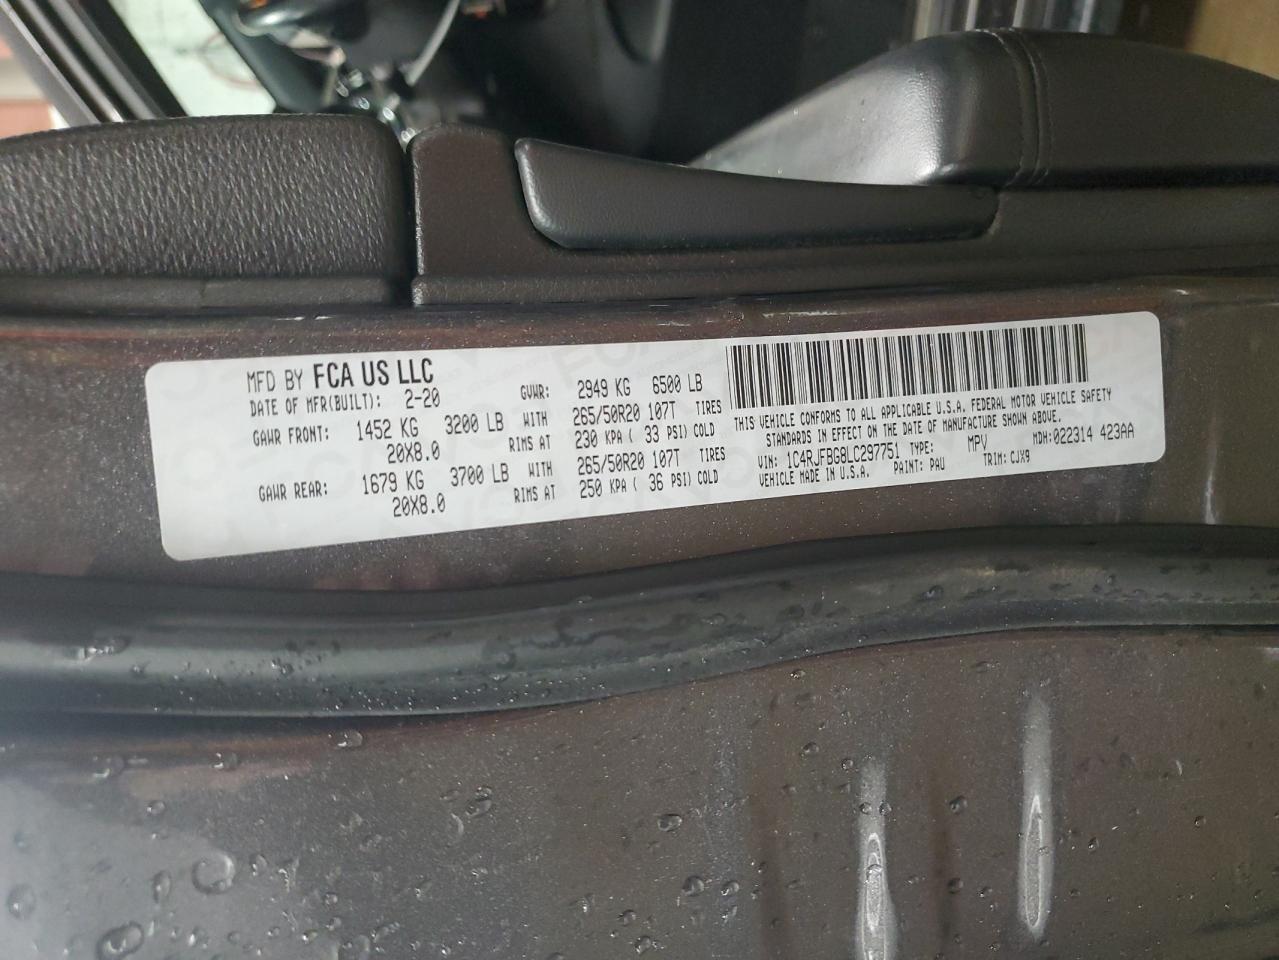 MFD BY FCA US LLC
DATE OF MFR(BUILT): 2-20 GVWR: 2949 KG 6500 LB
GAWR FRONT: 1452 KG 3200 LB WITH 265/50R20 107T TIRES
20X8.0 RIMS AT 230 KPA ( 33 PSI) COLD
GAWR REAR: 1679 KG 3700 LB WITH 265/50R20 107T TIRES
20X8.0 RIMS AT 250 KPA ( 36 PSI) COLD
THIS VEHICLE CONFORMS TO ALL APPLICABLE U.S.A. FEDERAL MOTOR VEHICLE SAFETY
STANDARDS IN EFFECT ON THE DATE OF MANUFACTURE SHOWN ABOVE.
VIN: 1C4RJFBG8LC297751 TYPE: MPV MDH:022314 423AA
VEHICLE MADE IN U.S.A. PAINT: PAU TRIM: CJX9